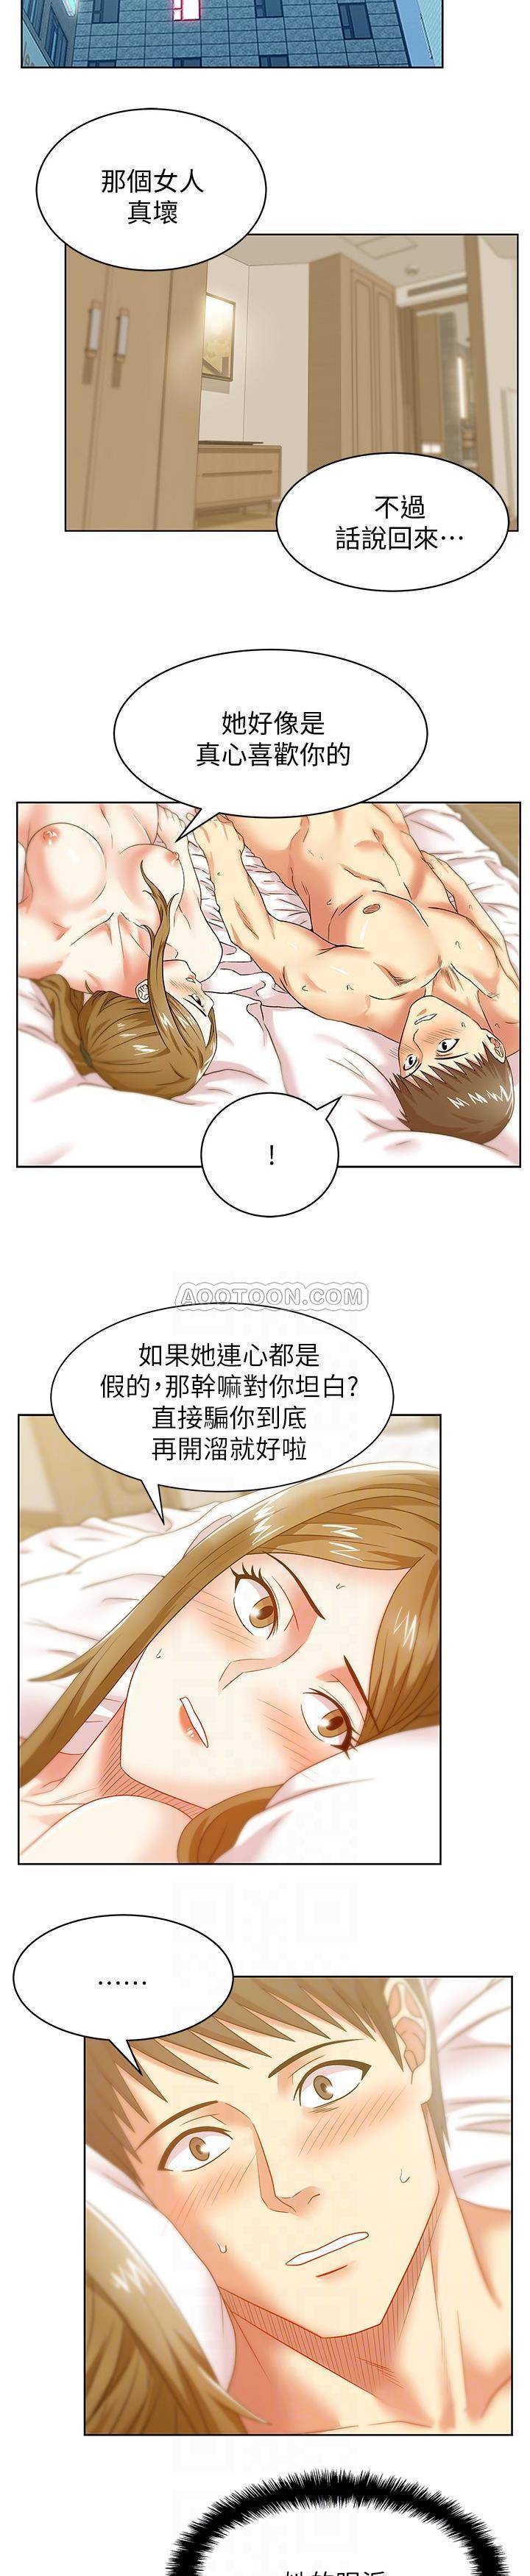 那個女人
真壞
不過
話說回來…
她好像是
真心喜歡你的
!
AOOTOON.COM
如果她連心都是
假的,那幹嘛對你坦白?
直接騙你到底
再開溜就好啦
……